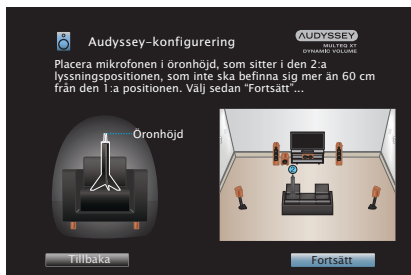 Audyssey-konfigurering
AUDYSSEY
MULTEQ XT
DYNAMIC VOLUME
Placera mikrofonen i öronhöjd, som sitter i den 2:a
lyssningspositionen, som inte ska befinna sig mer än 60 cm
från den 1:a positionen. Välj sedan “Fortsätt”...
Öronhöjd
2
Tillbaka
Fortsätt